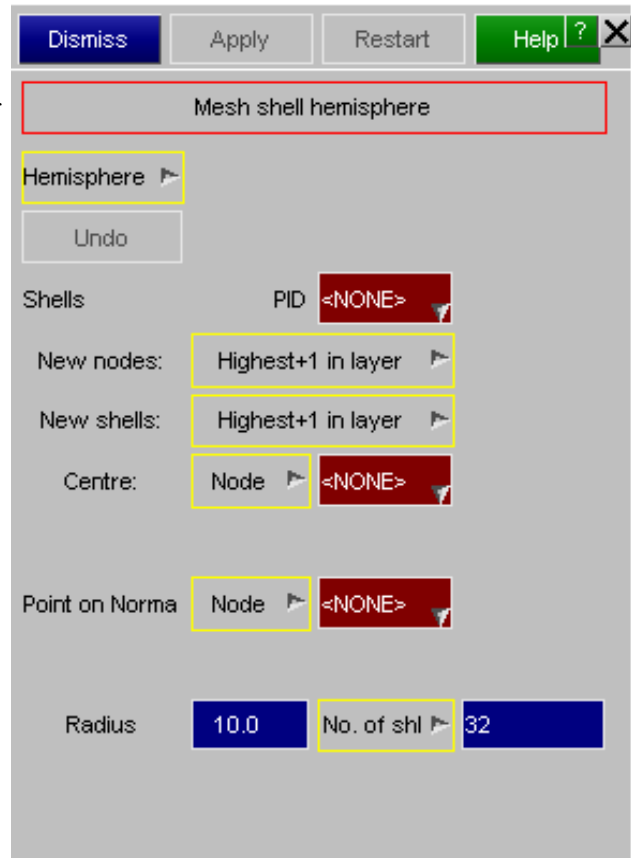 Dismiss Apply Restart Help ?
Mesh shell hemisphere
Hemisphere
Undo
Shells PID <NONE>
New nodes: Highest+1 in layer
New shells: Highest+1 in layer
Centre: Node <NONE>
Point on Norma Node <NONE>
Radius 10.0 No. of shl 32